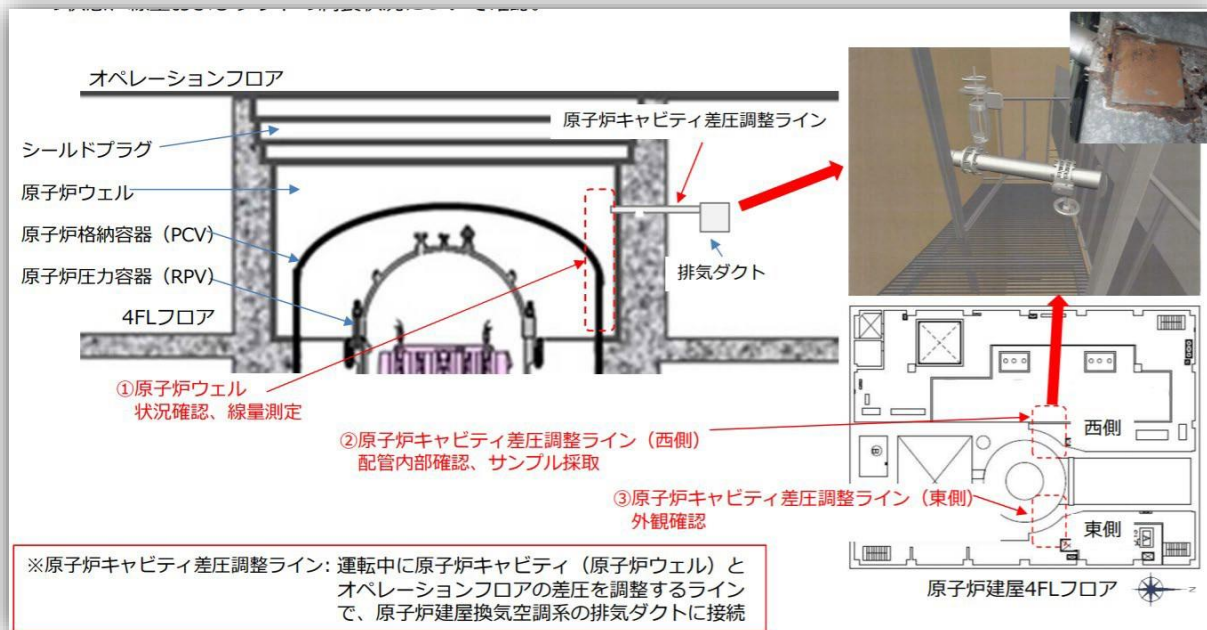 オペレーションフロア
原子炉キャビティ差圧調整ライン
シールドプラグ
原子炉ウェル
原子炉格納容器（PCV）
原子炉圧力容器（RPV）
排気ダクト
4FLフロア
①原子炉ウェル
状況確認、線量測定
②原子炉キャビティ差圧調整ライン（西側）
配管内部確認、サンプル採取
西側
③原子炉キャビティ差圧調整ライン（東側）
外観確認
東側
原子炉建屋4FLフロア
N
※原子炉キャビティ差圧調整ライン: 運転中に原子炉キャビティ（原子炉ウェル）と
オペレーションフロアの差圧を調整するライン
で、原子炉建屋換気空調系の排気ダクトに接続